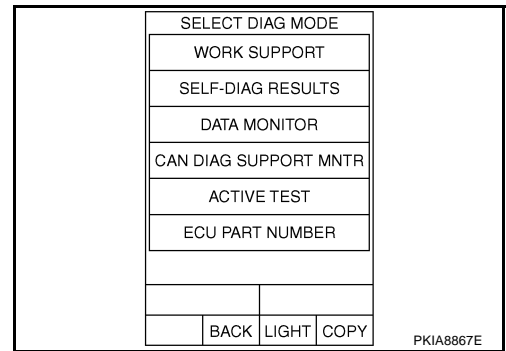 SELECT DIAG MODE
WORK SUPPORT
SELF-DIAG RESULTS
DATA MONITOR
CAN DIAG SUPPORT MNTR
ACTIVE TEST
ECU PART NUMBER
BACK LIGHT COPY
PKIA8867E